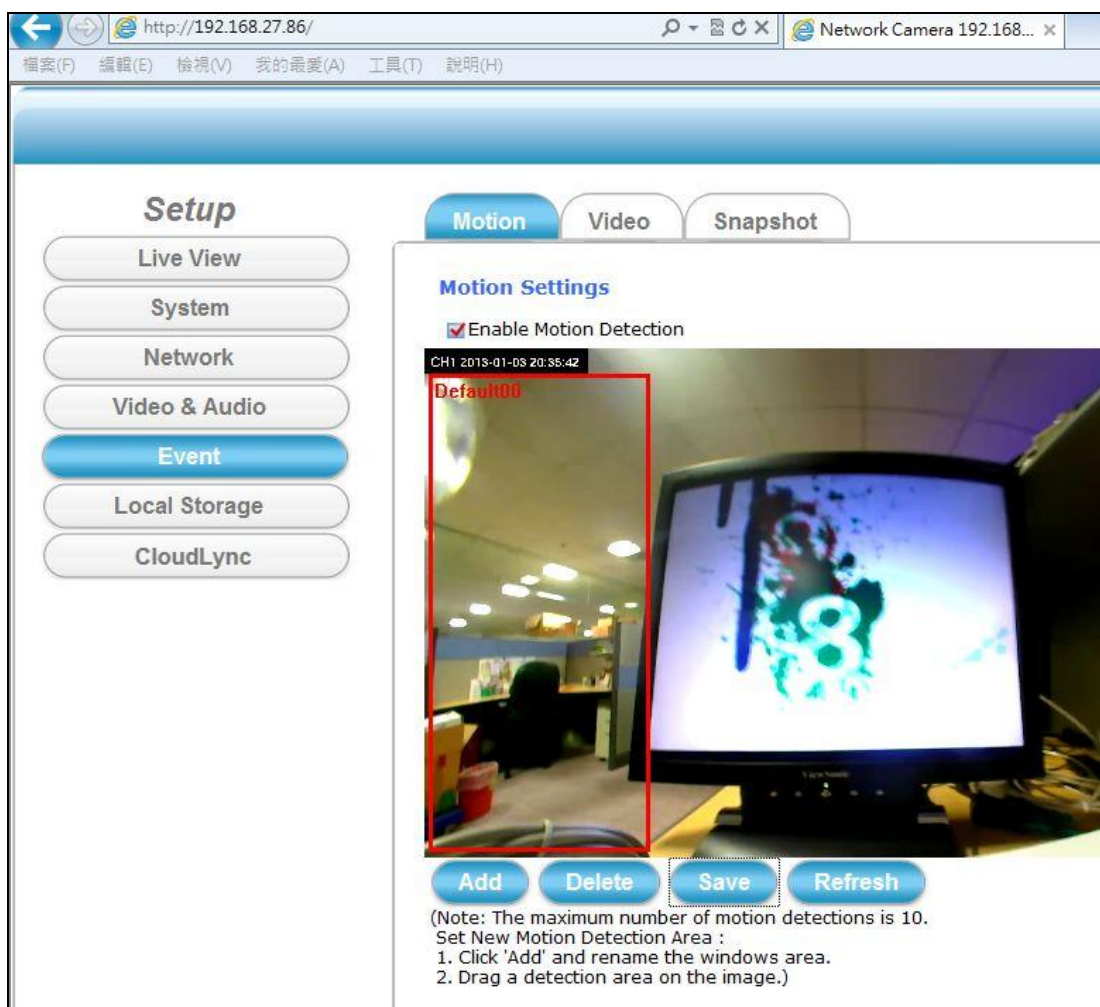 http://192.168.27.86/
Network Camera 192.168...
檔案(F) 編輯(E) 檢視(V) 我的最愛(A) 工具(T) 說明(H)
Setup
Live View
System
Network
Video & Audio
Event
Local Storage
CloudLync
Motion Video Snapshot
Motion Settings
Enable Motion Detection
CH1 2013-01-03 20:35:42
Default00
8
ViewSonic
Add Delete Save Refresh
(Note: The maximum number of motion detections is 10.
Set New Motion Detection Area :
1. Click 'Add' and rename the windows area.
2. Drag a detection area on the image.)